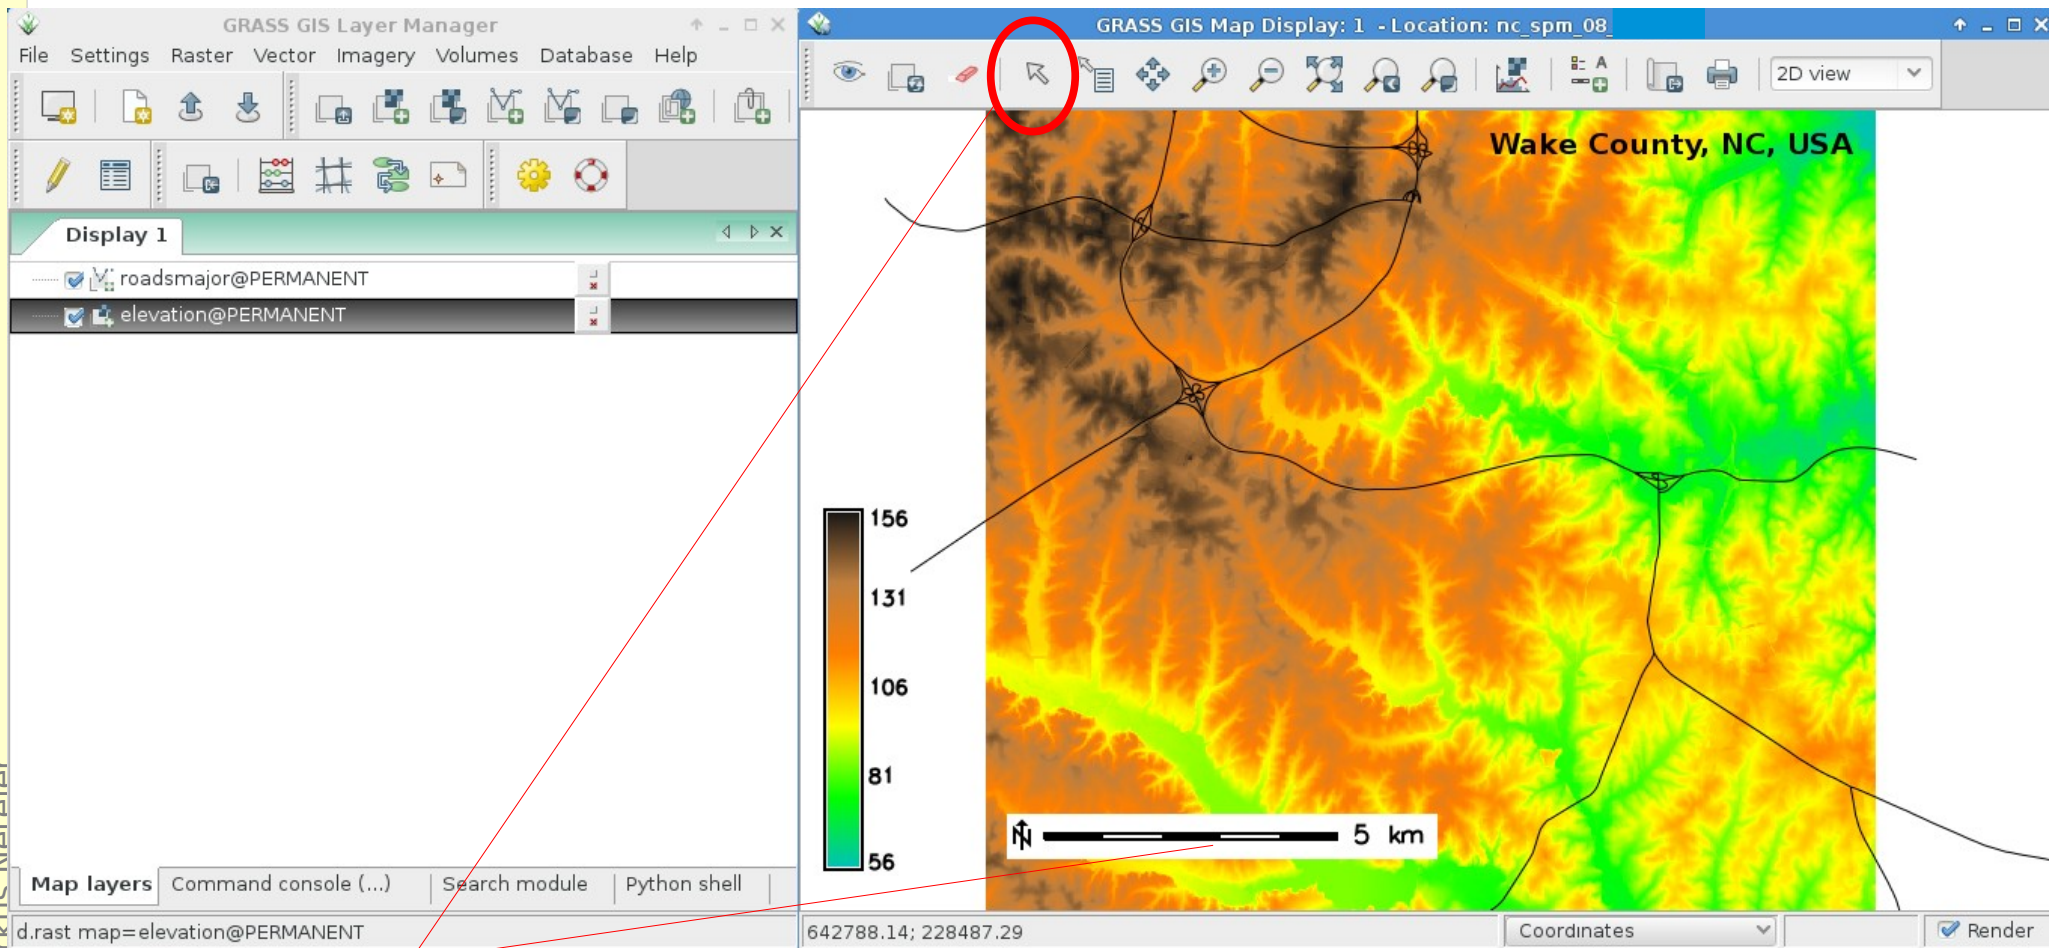 GRASS GIS Layer Manager
File Settings Raster Vector Imagery Volumes Database Help
Display 1
roadsmajor@PERMANENT
elevation@PERMANENT
Map layers Command console (...) Search module Python shell
d.rast map=elevation@PERMANENT
GRASS GIS Map Display: 1 - Location: nc_spm_08_
A
2D view
Wake County, NC, USA
156
131
106
81
56
N 5 km
642788.14; 228487.29 Coordinates Render